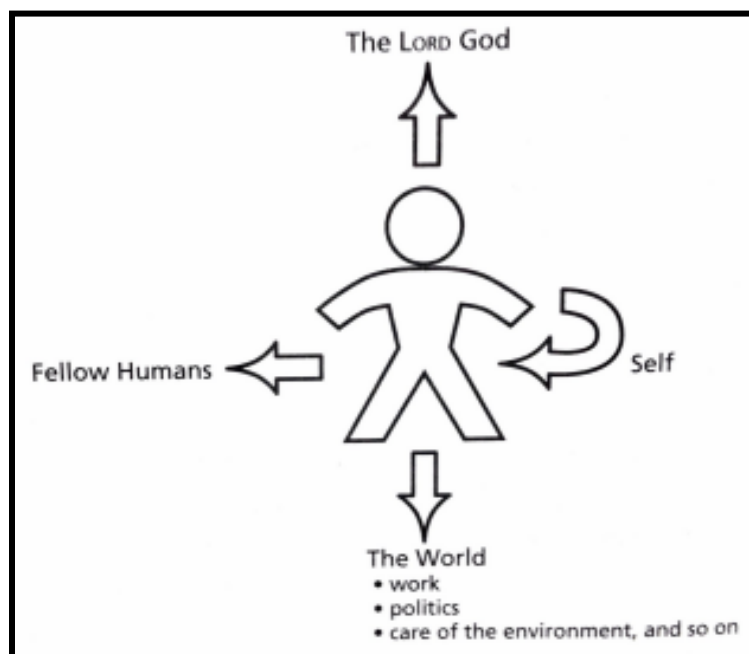 The LORD God
Fellow Humans
Self
The World
• work
• politics
• care of the environment, and so on